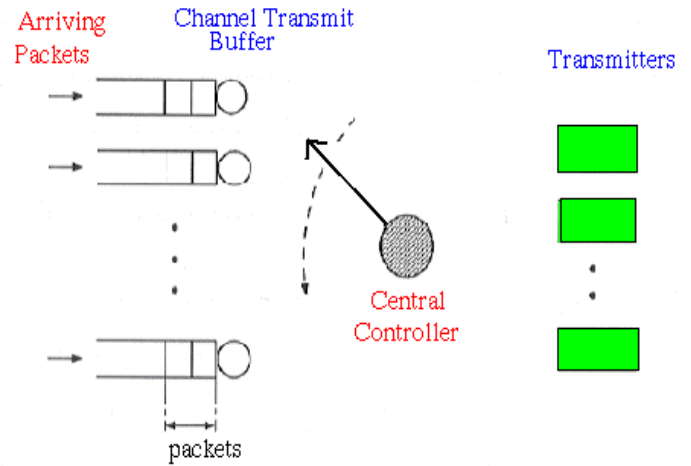 Arriving
Packets
Channel Transmit
Buffer
Transmitters
Central
Controller
packets